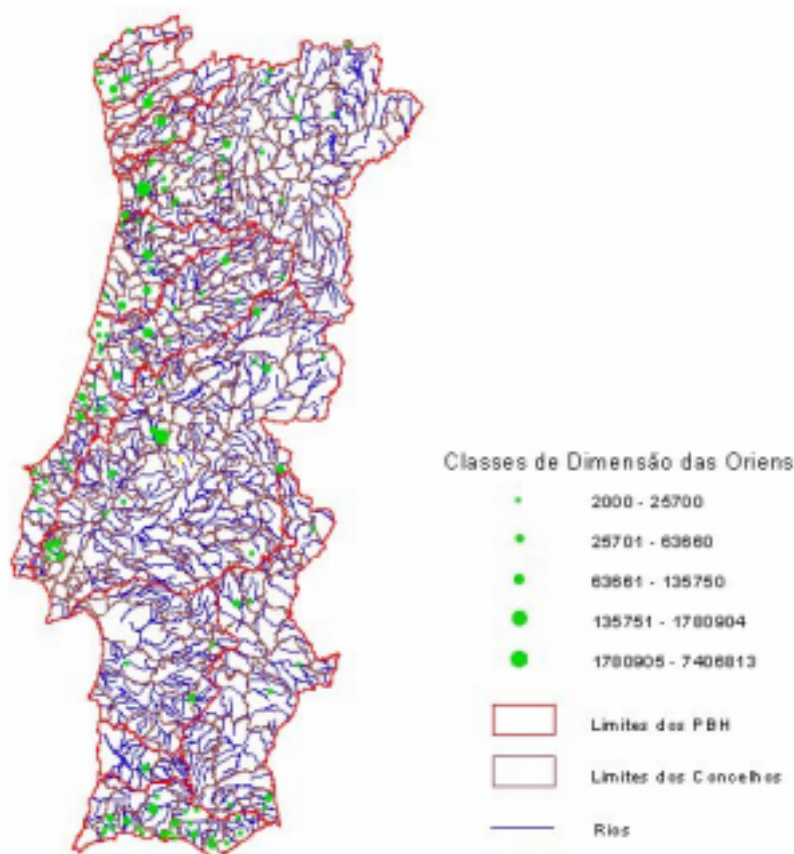 Classes de Dimensão das Oriens
2000 - 25700
25701 - 63660
63661 - 135750
135751 - 1780904
1780905 - 7406813
Limites dos PBH
Limites dos Concelhos
Rios